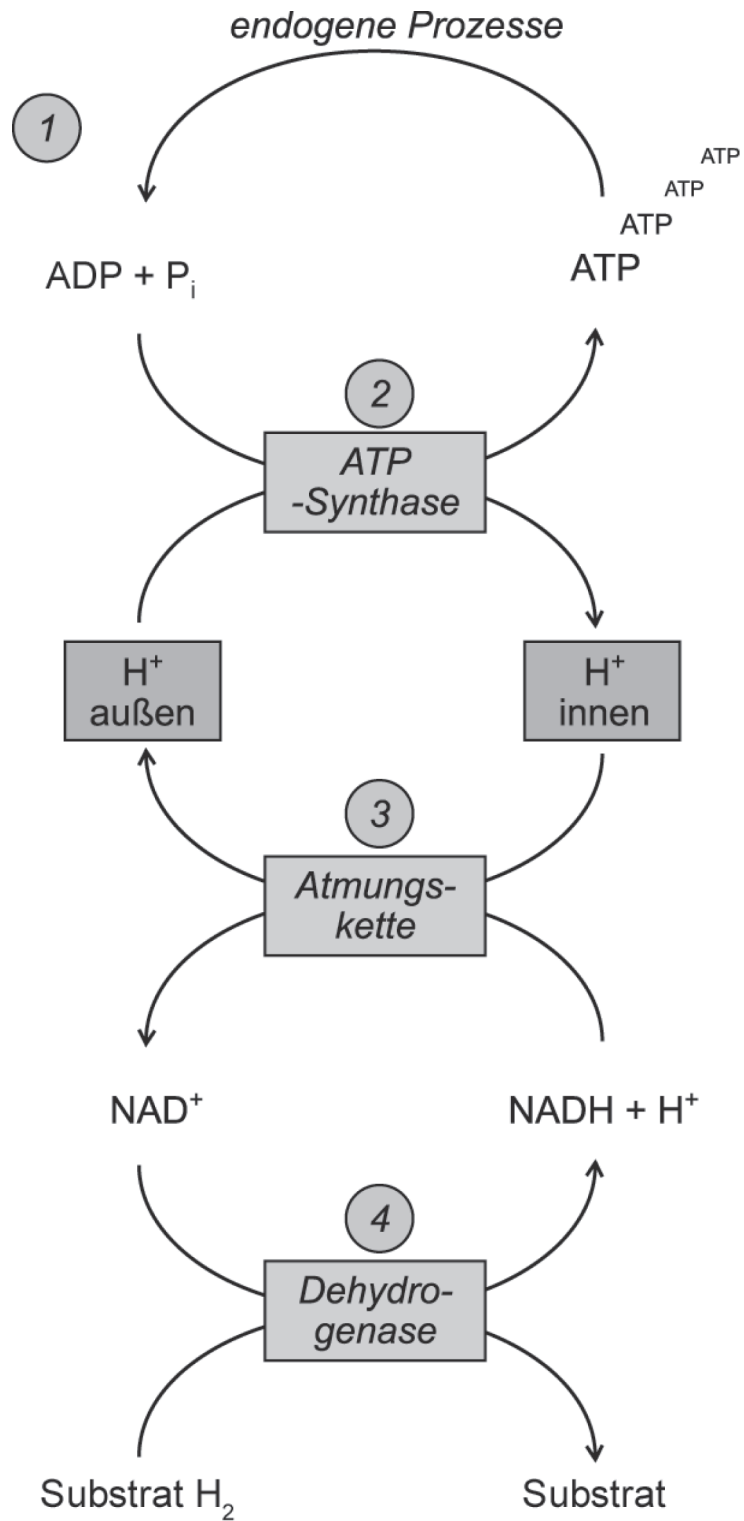 endogene Prozesse
1
ATP
ATP
ATP
ATP
ADP + Pi
2
ATP
-Synthase
H+
außen
H+
innen
3
Atmungs-
kette
NAD+
NADH + H+
4
Dehydro-
genase
Substrat H2
Substrat